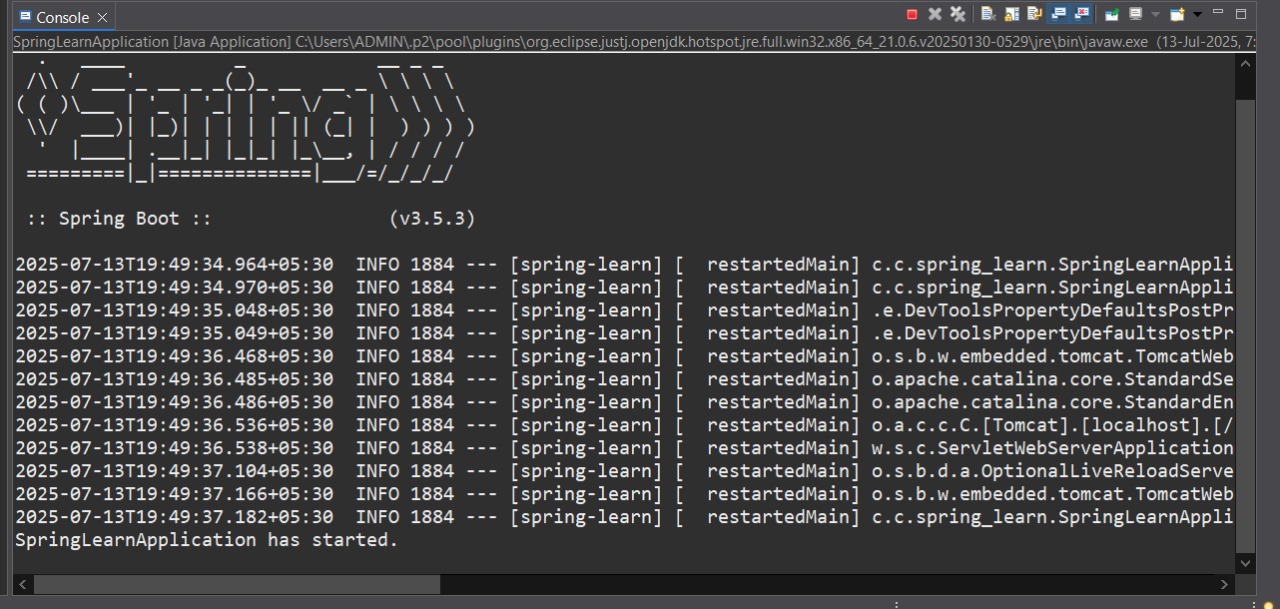 Console
SpringLearnApplication [Java Application] C:\Users\ADMIN\.p2\pool\plugins\org.eclipse.justj.openjdk.hotspot.jre.full.win32.x86_64_21.0.6.v20250130-0529\jre\bin\javaw.exe (13-Jul-2025, 7:
  .   ____          _            __ _ _
 /\\ / ___'_ __ _ _(_)_ __  __ _ \ \ \ \
( ( )\___ | '_ | '_| | '_ \/ _` | \ \ \ \
 \\/  ___)| |_)| | | | | || (_| |  ) ) ) )
  '  |____| .__|_| |_|_| |_\__, | / / / /
 =========|_|==============|___/=/_/_/_/
:: Spring Boot ::                (v3.5.3)
2025-07-13T19:49:34.964+05:30  INFO 1884 --- [spring-learn] [  restartedMain] c.c.spring_learn.SpringLearnAppli
2025-07-13T19:49:34.970+05:30  INFO 1884 --- [spring-learn] [  restartedMain] c.c.spring_learn.SpringLearnAppli
2025-07-13T19:49:35.048+05:30  INFO 1884 --- [spring-learn] [  restartedMain] .e.DevToolsPropertyDefaultsPostPr
2025-07-13T19:49:35.049+05:30  INFO 1884 --- [spring-learn] [  restartedMain] .e.DevToolsPropertyDefaultsPostPr
2025-07-13T19:49:36.468+05:30  INFO 1884 --- [spring-learn] [  restartedMain] o.s.b.w.embedded.tomcat.TomcatWeb
2025-07-13T19:49:36.485+05:30  INFO 1884 --- [spring-learn] [  restartedMain] o.apache.catalina.core.StandardSe
2025-07-13T19:49:36.486+05:30  INFO 1884 --- [spring-learn] [  restartedMain] o.apache.catalina.core.StandardEn
2025-07-13T19:49:36.536+05:30  INFO 1884 --- [spring-learn] [  restartedMain] o.a.c.c.C.[Tomcat].[localhost].[/
2025-07-13T19:49:36.538+05:30  INFO 1884 --- [spring-learn] [  restartedMain] w.s.c.ServletWebServerApplication
2025-07-13T19:49:37.104+05:30  INFO 1884 --- [spring-learn] [  restartedMain] o.s.b.d.a.OptionalLiveReloadServe
2025-07-13T19:49:37.166+05:30  INFO 1884 --- [spring-learn] [  restartedMain] o.s.b.w.embedded.tomcat.TomcatWeb
2025-07-13T19:49:37.182+05:30  INFO 1884 --- [spring-learn] [  restartedMain] c.c.spring_learn.SpringLearnAppli
SpringLearnApplication has started.